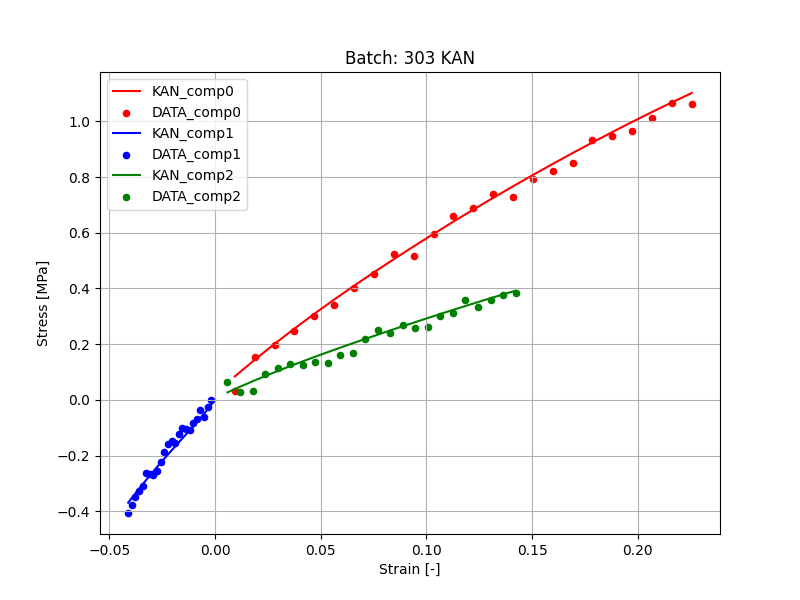 Batch: 303 KAN
KAN_comp0
DATA_comp0
KAN_comp1
DATA_comp1
KAN_comp2
DATA_comp2
Stress [MPa]
1.0
0.8
0.6
0.4
0.2
0.0
−0.2
−0.4
−0.05
0.00
0.05
0.10
0.15
0.20
Strain [-]